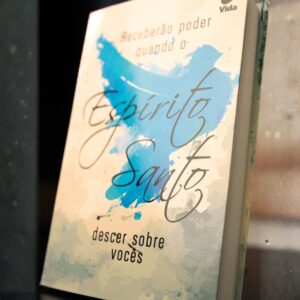 Vida
Receberão poder
quando o
Espírito
Santo
descer sobre
vocês